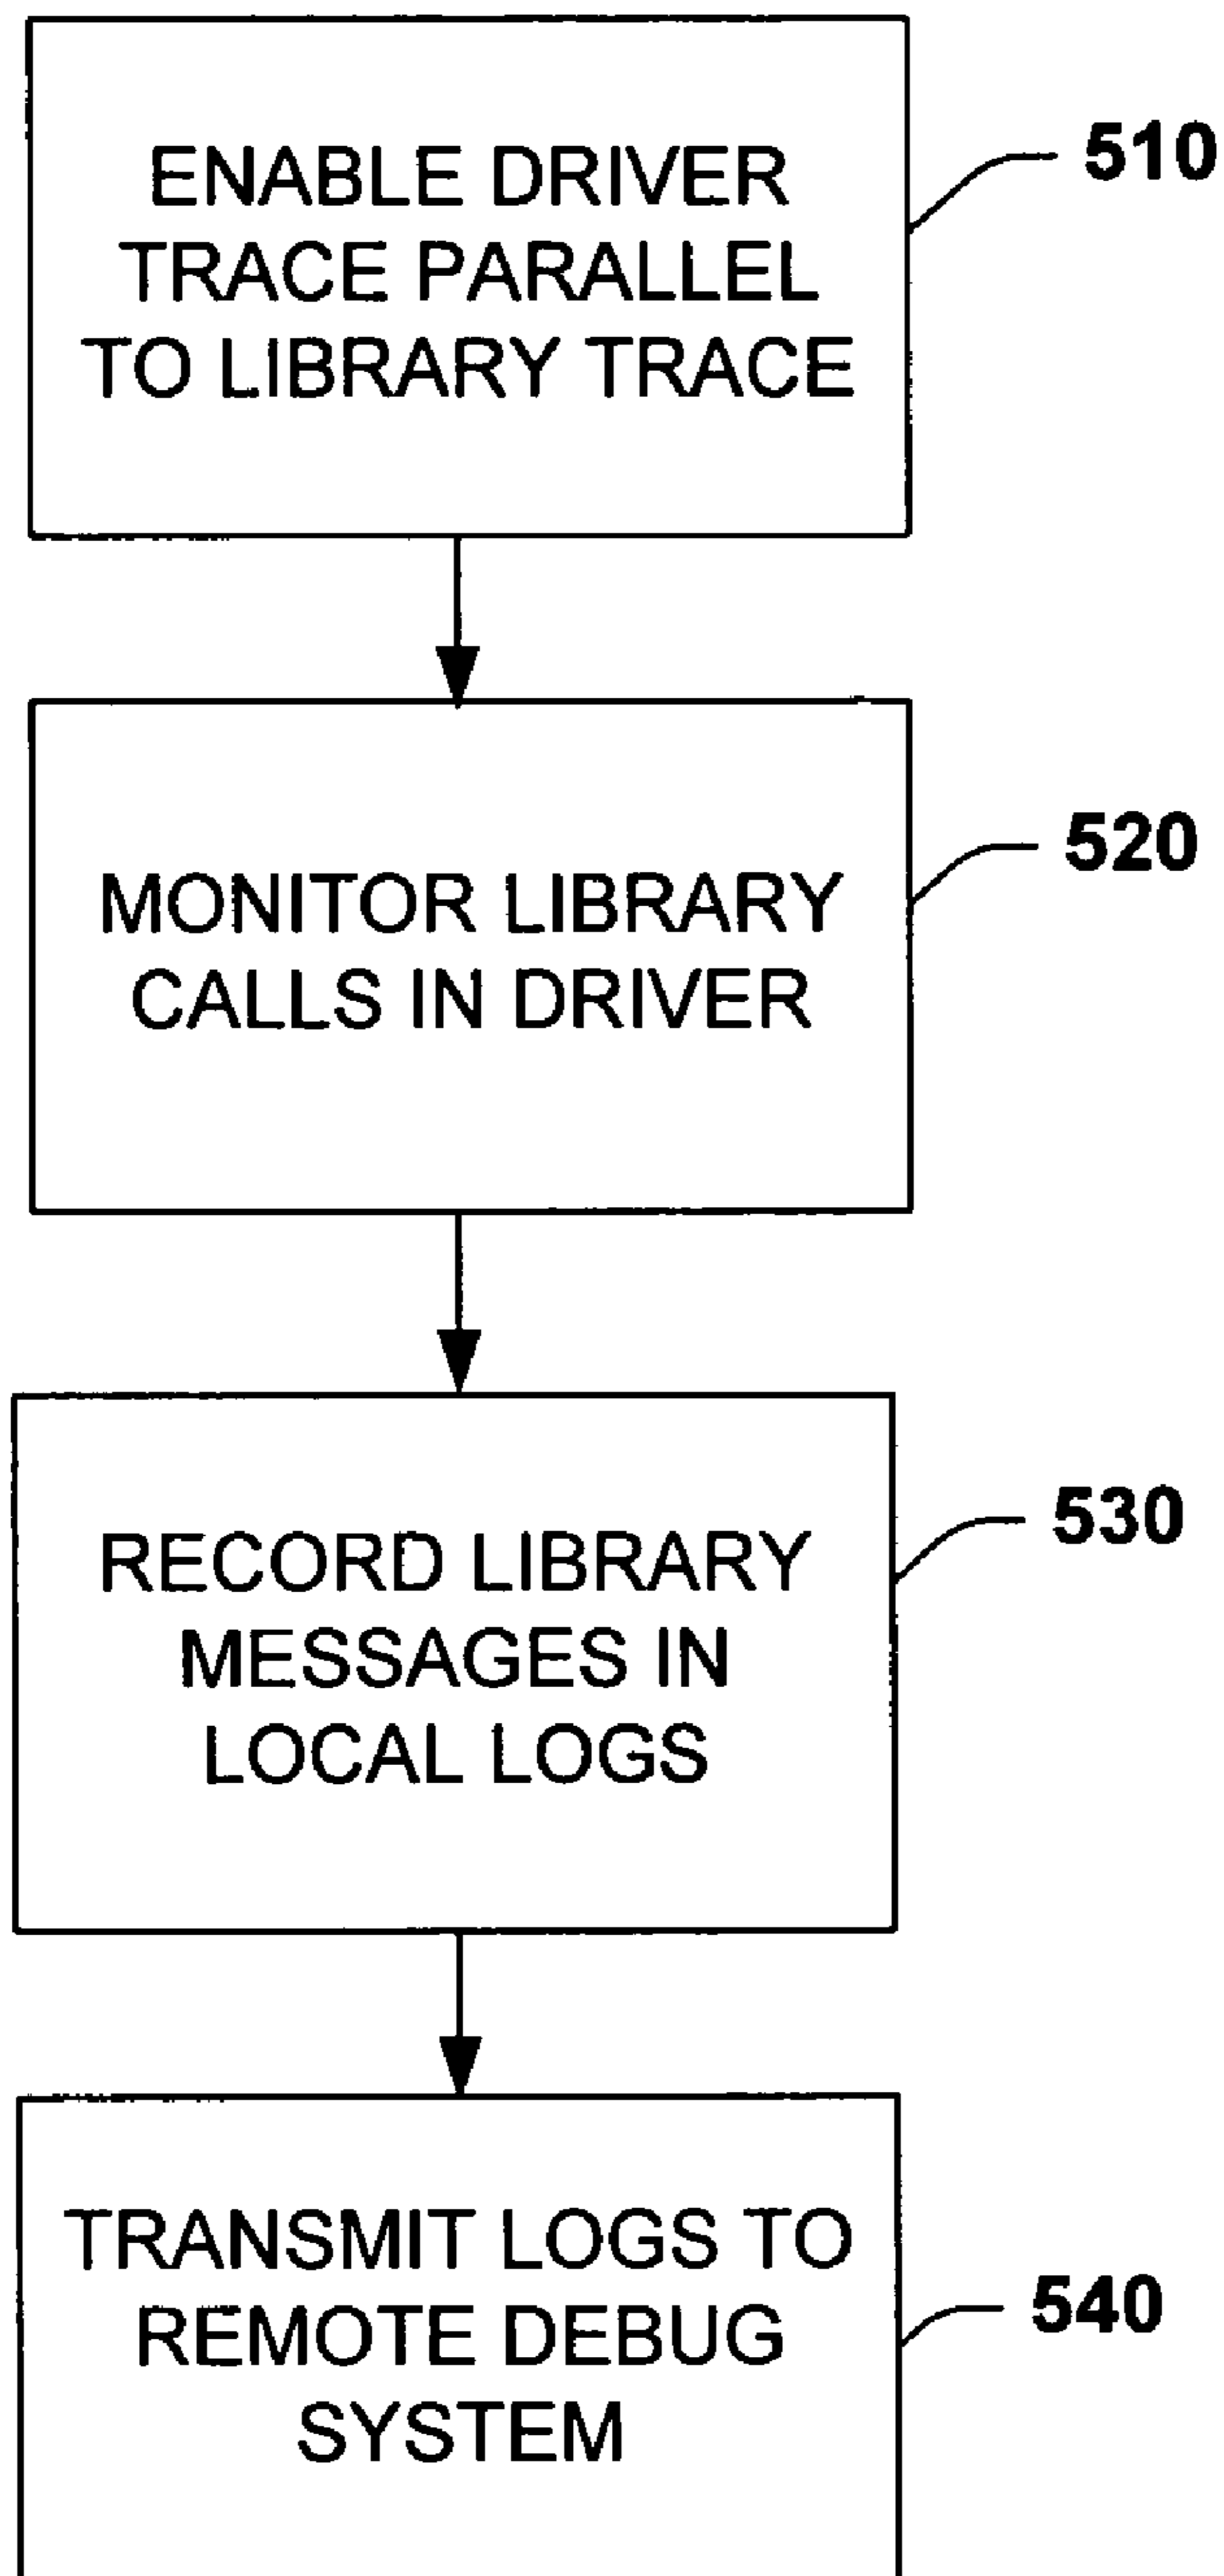 ENABLE DRIVER
TRACE PARALLEL
TO LIBRARY TRACE
510
MONITOR LIBRARY
CALLS IN DRIVER
520
RECORD LIBRARY
MESSAGES IN
LOCAL LOGS
530
TRANSMIT LOGS TO
REMOTE DEBUG
SYSTEM
540